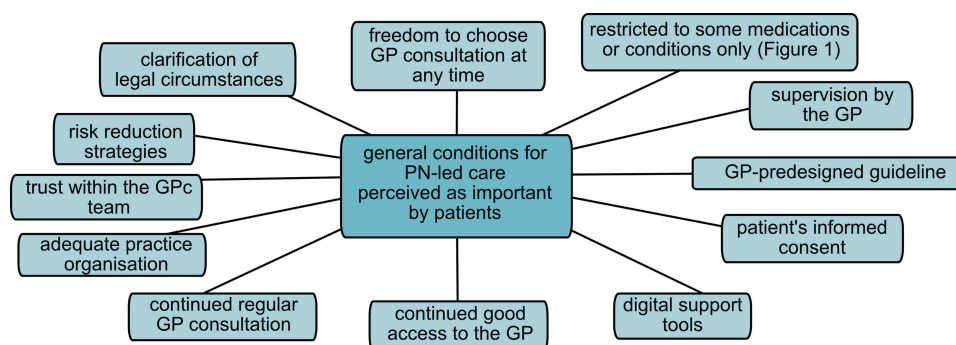 clarification of
legal circumstances
freedom to choose
GP consultation at
any time
restricted to some medications
or conditions only (Figure 1)
risk reduction
strategies
supervision by
the GP
general conditions for
PN-led care
perceived as important
by patients
trust within the GPc
team
GP-predesigned guideline
adequate practice
organisation
patient's informed
consent
continued regular
GP consultation
continued good
access to the GP
digital support
tools